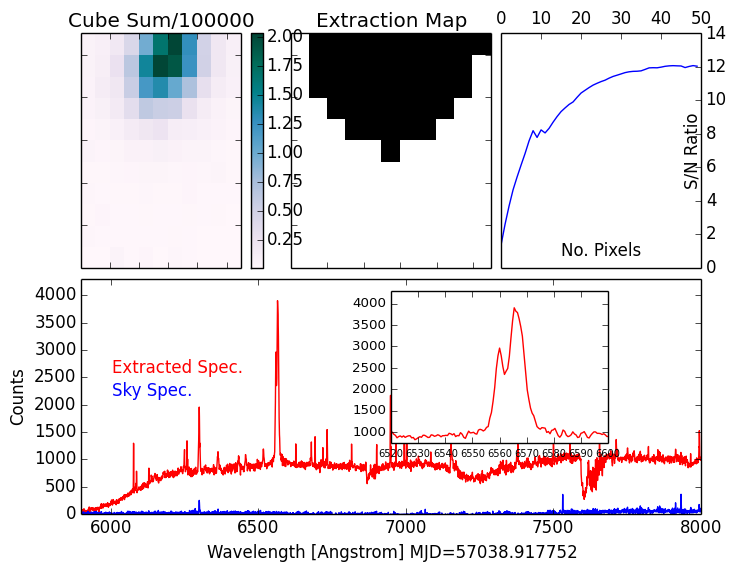 Cube Sum/100000
Extraction Map
0 10 20 30 40 50
2.00
1.75
1.50
1.25
1.00
0.75
0.50
0.25
14
12
10
8
6
4
2
0
S/N Ratio
No. Pixels
4000
3500
3000
2500
2000
1500
1000
500
0
Counts
Extracted Spec.
Sky Spec.
4000
3500
3000
2500
2000
1500
1000
6520 6530 6540 6550 6560 6570 6580 6590 6600
6000 6500 7000 7500 8000
Wavelength [Angstrom] MJD=57038.917752